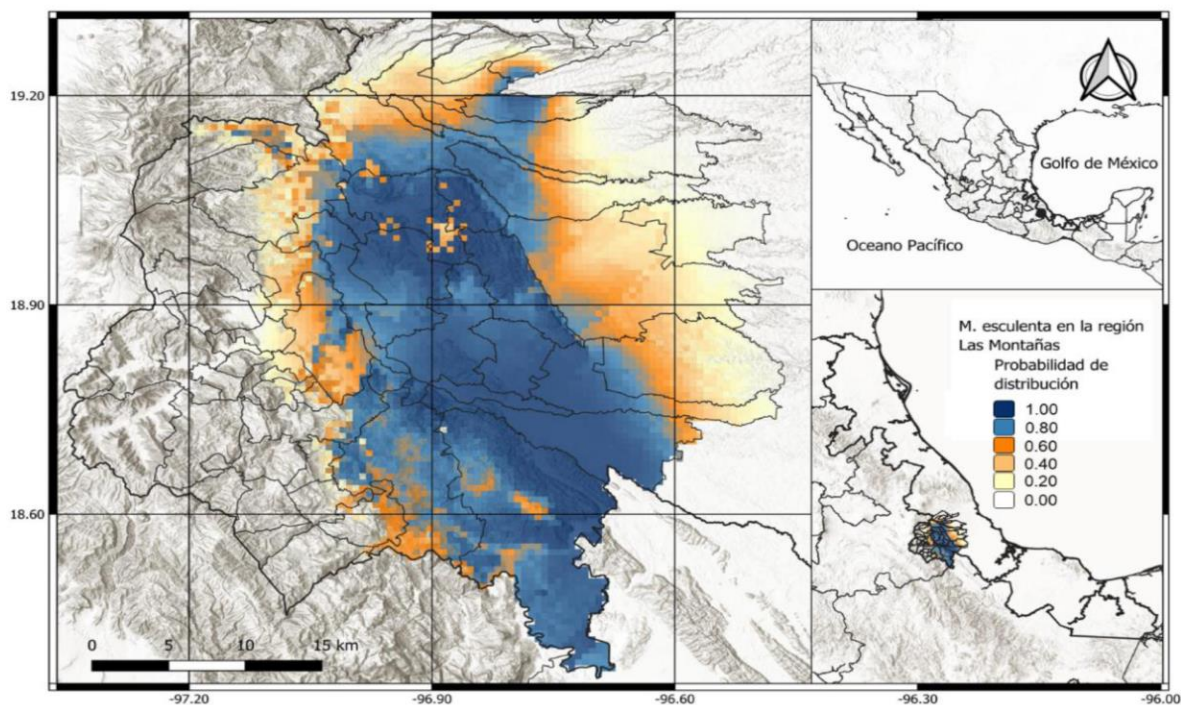 19.20
18.90
18.60
0 5 10 15 km
-97.20 -96.90 -96.60 -96.30 -96.00
Golfo de México
Oceano Pacífico
M. esculenta en la región
Las Montañas
Probabilidad de
distribución
1.00
0.80
0.60
0.40
0.20
0.00